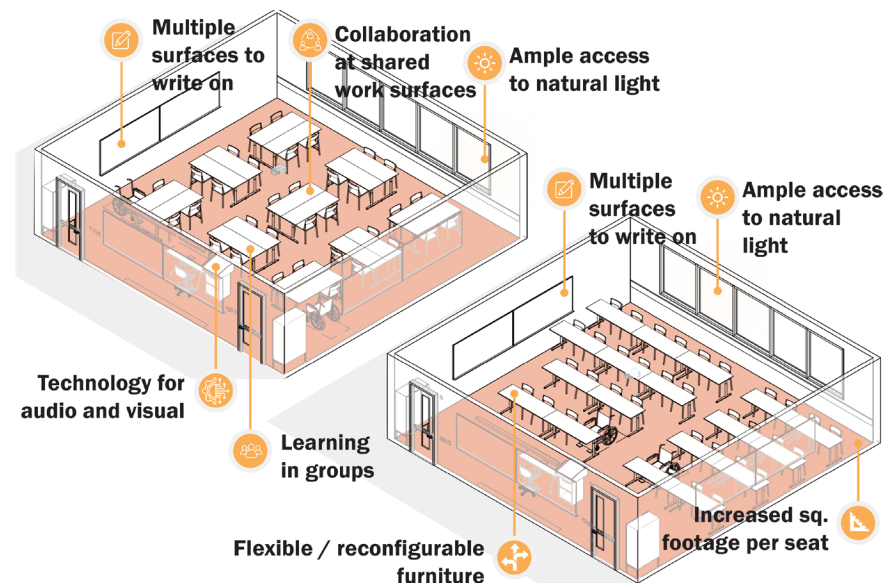 Multiple
surfaces to
write on
Collaboration
at shared
work surfaces
Ample access
to natural light
Multiple
surfaces
to write on
Ample access
to natural
light
Technology for
audio and visual
Learning
in groups
Increased sq.
footage per seat
Flexible / reconfigurable
furniture